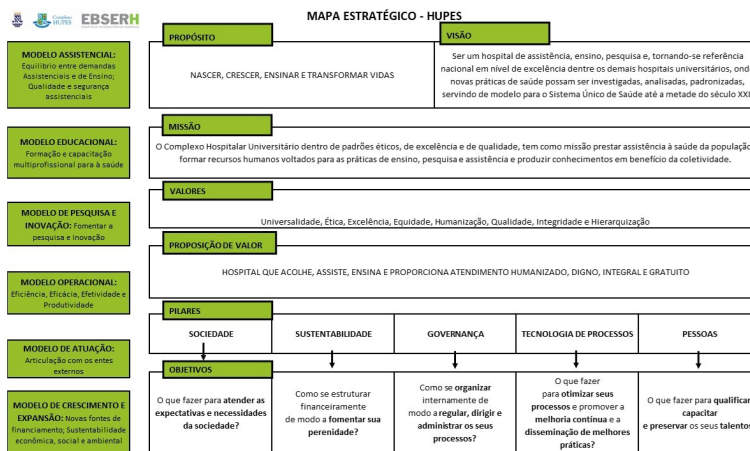 Complexo
HUPES
EBSERH
MAPA ESTRATÉGICO - HUPES
MODELO ASSISTENCIAL:
Equilíbrio entre demandas
Assistenciais e de Ensino;
Qualidade e segurança
assistenciais
MODELO EDUCACIONAL:
Formação e capacitação
multiprofissional para à saúde
MODELO DE PESQUISA E
INOVAÇÃO: Fomentar a
pesquisa e Inovação
MODELO OPERACIONAL:
Eficiência, Eficácia, Efetividade e
Produtividade
MODELO DE ATUAÇÃO:
Articulação com os entes
externos
MODELO DE CRESCIMENTO E
EXPANSÃO: Novas fontes de
financiamento; Sustentabilidade
econômica, social e ambiental
PROPÓSITO
NASCER, CRESCER, ENSINAR E TRANSFORMAR VIDAS
VISÃO
Ser um hospital de assistência, ensino, pesquisa e, tornando-se referência
nacional em nível de excelência dentre os demais hospitais universitários, ond
novas práticas de saúde possam ser investigadas, analisadas, padronizadas,
servindo de modelo para o Sistema Único de Saúde até a metade do século XXI
MISSÃO
O Complexo Hospitalar Universitário dentro de padrões éticos, de excelência e de qualidade, tem como missão prestar assistência à saúde da população
formar recursos humanos voltados para as práticas de ensino, pesquisa e assistência e produzir conhecimentos em benefício da coletividade.
VALORES
Universalidade, Ética, Excelência, Equidade, Humanização, Qualidade, Integridade e Hierarquização
PROPOSIÇÃO DE VALOR
HOSPITAL QUE ACOLHE, ASSISTE, ENSINA E PROPORCIONA ATENDIMENTO HUMANIZADO, DIGNO, INTEGRAL E GRATUITO
PILARES
SOCIEDADE
SUSTENTABILIDADE
GOVERNANÇA
TECNOLOGIA DE PROCESSOS
PESSOAS
OBJETIVOS
O que fazer para atender as
expectativas e necessidades
da sociedade?
Como se estruturar
financeiramente
de modo a fomentar sua
perenidade?
Como se organizar
internamente de
modo a regular, dirigir e
administrar os seus
processos?
O que fazer
para otimizar seus
processos e promover a
melhoria contínua e a
disseminação de melhores
práticas?
O que fazer para qualificar
capacitar
e preservar os seus talentos